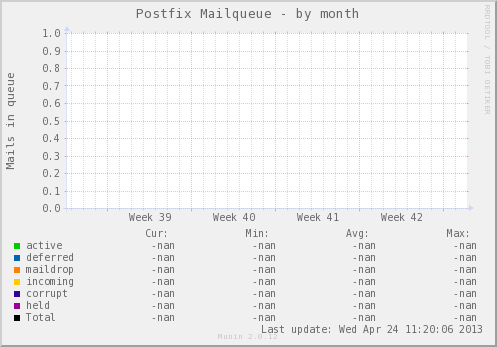 Postfix Mailqueue - by month
RRDTOOL / TOBI OETIKER
Mails in queue
1.0
0.9
0.8
0.7
0.6
0.5
0.4
0.3
0.2
0.1
0.0
Week 39 Week 40 Week 41 Week 42
Cur: Min: Avg: Max:
active -nan -nan -nan -nan
deferred -nan -nan -nan -nan
maildrop -nan -nan -nan -nan
incoming -nan -nan -nan -nan
corrupt -nan -nan -nan -nan
held -nan -nan -nan -nan
Total -nan -nan -nan -nan
Last update: Wed Apr 24 11:20:06 2013
Munin 2.0.12